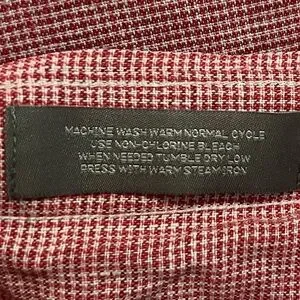 MACHINE WASH WARM NORMAL CYCLE
USE NON-CHLORINE BLEACH
WHEN NEEDED TUMBLE DRY LOW
PRESS WITH WARM STEAM IRON